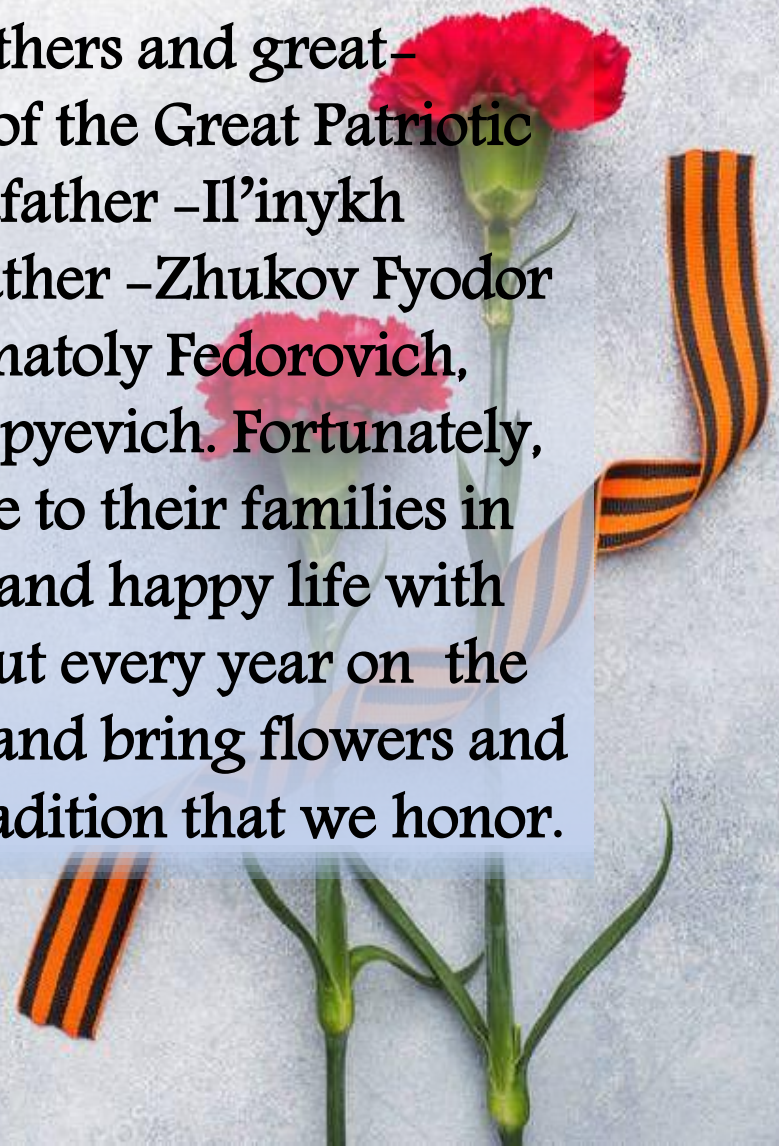 thers and great-
of the Great Patriotic
father -Il'inykh
ther -Zhukov Fyodor
natoly Fedorovich,
pyevich. Fortunately,
e to their families in
and happy life with
ut every year on the
and bring flowers and
adition that we honor.